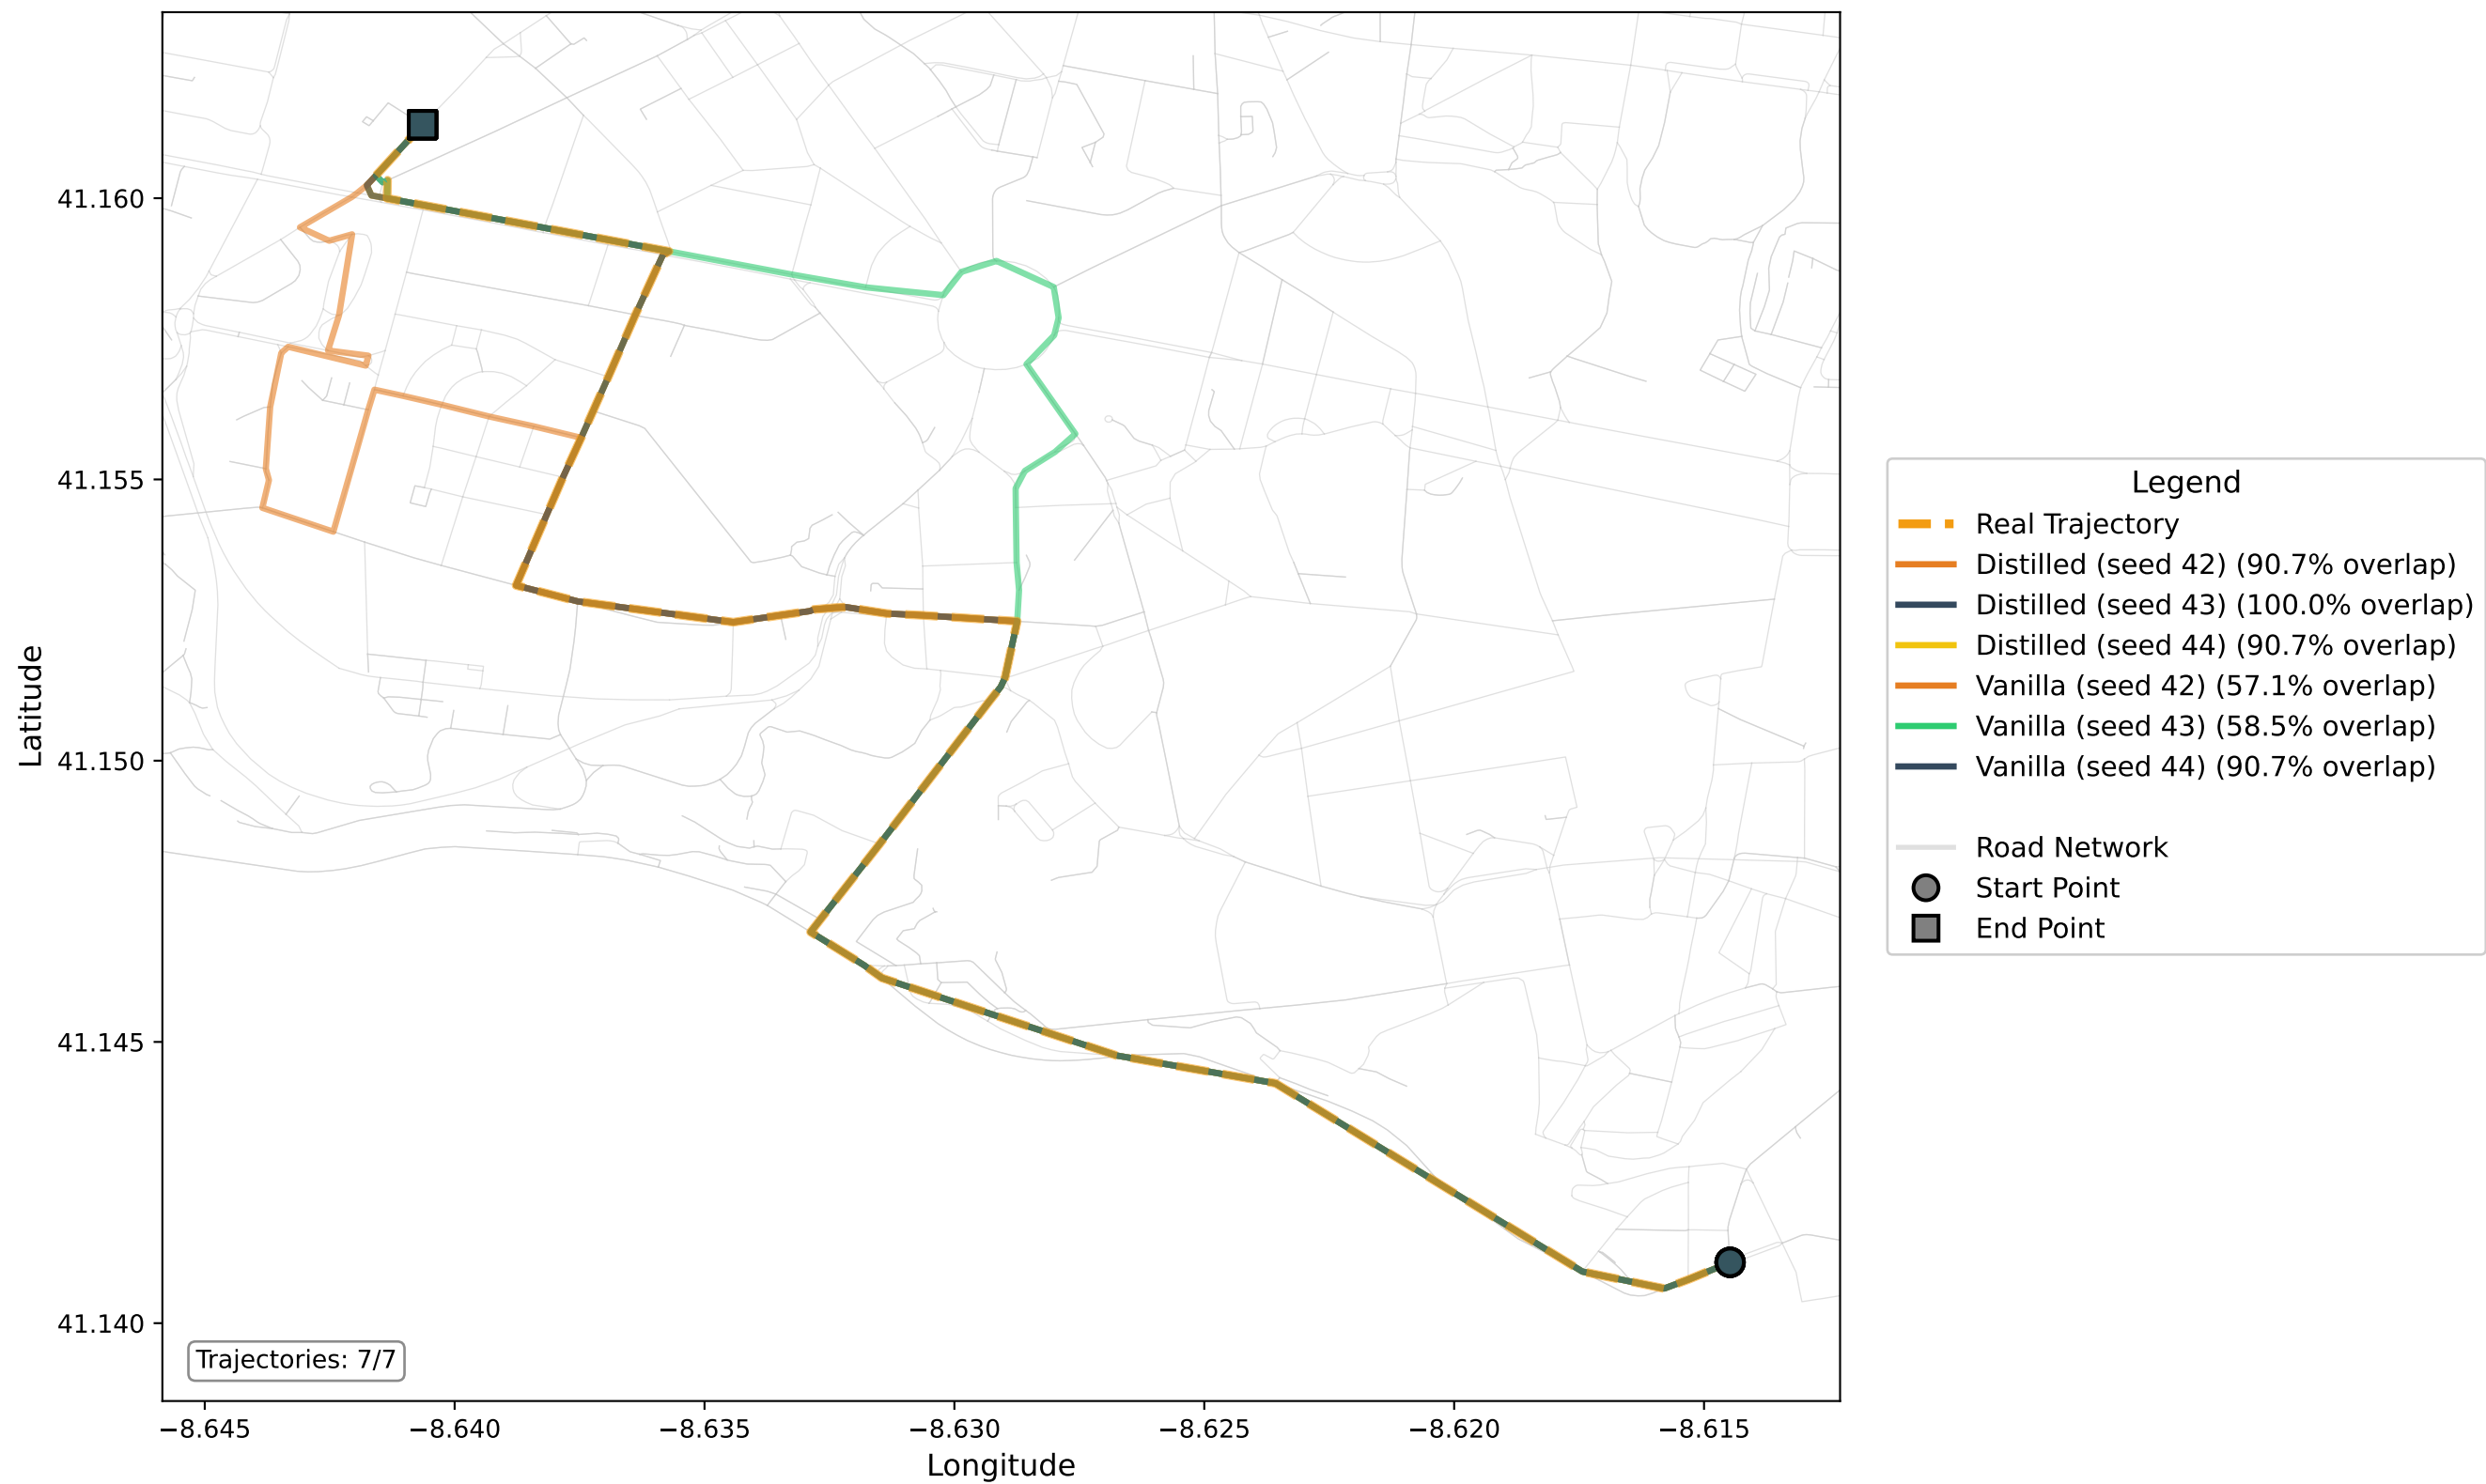 41.160
41.155
41.150
41.145
41.140
Latitude
−8.645
−8.640
−8.635
−8.630
−8.625
−8.620
−8.615
Longitude
Trajectories: 7/7
Legend
Real Trajectory
Distilled (seed 42) (90.7% overlap)
Distilled (seed 43) (100.0% overlap)
Distilled (seed 44) (90.7% overlap)
Vanilla (seed 42) (57.1% overlap)
Vanilla (seed 43) (58.5% overlap)
Vanilla (seed 44) (90.7% overlap)
Road Network
Start Point
End Point